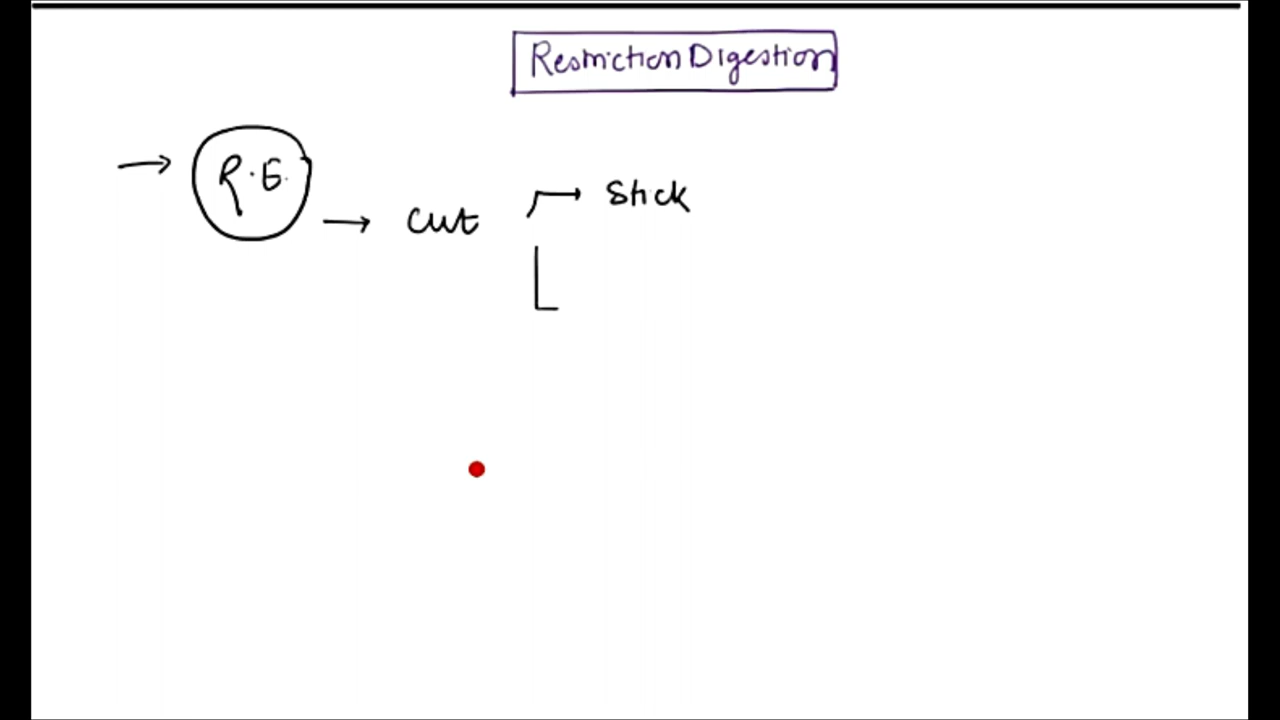 Restriction Digestion
R.E.
→ cut
→ Stick